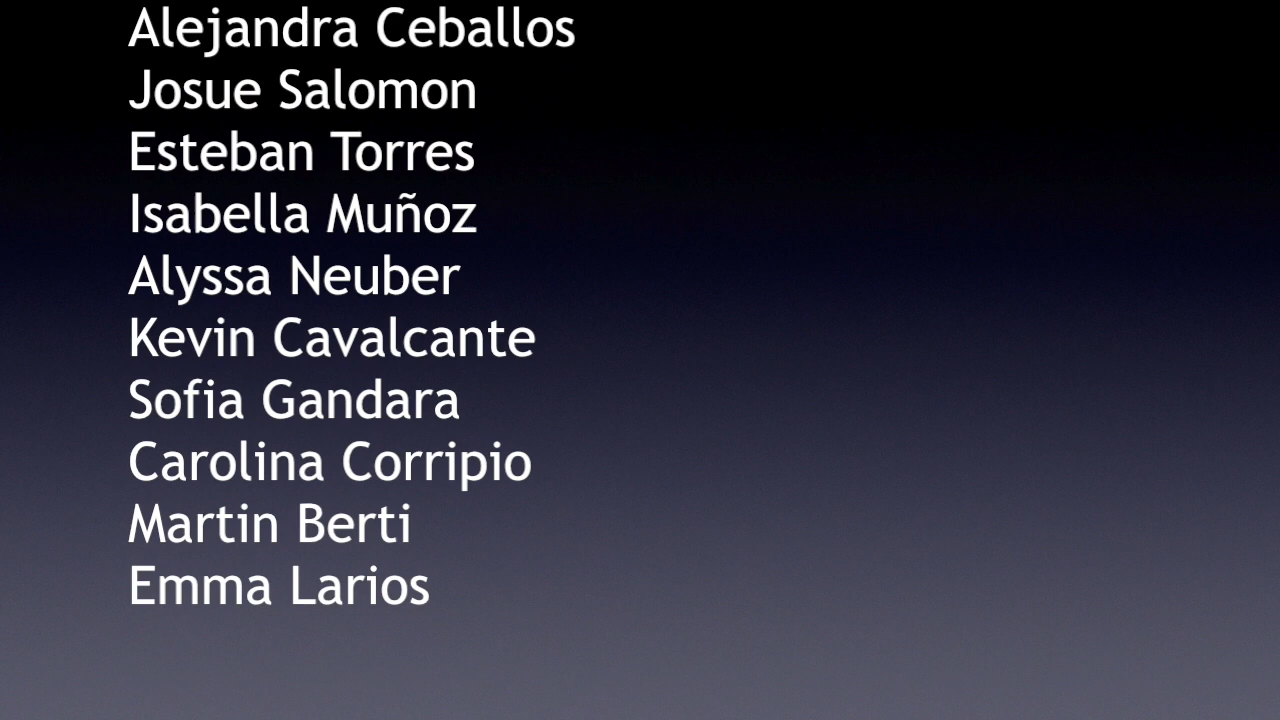 Alejandra Ceballos
Josue Salomon
Esteban Torres
Isabella Muñoz
Alyssa Neuber
Kevin Cavalcante
Sofia Gandara
Carolina Corripio
Martin Berti
Emma Larios